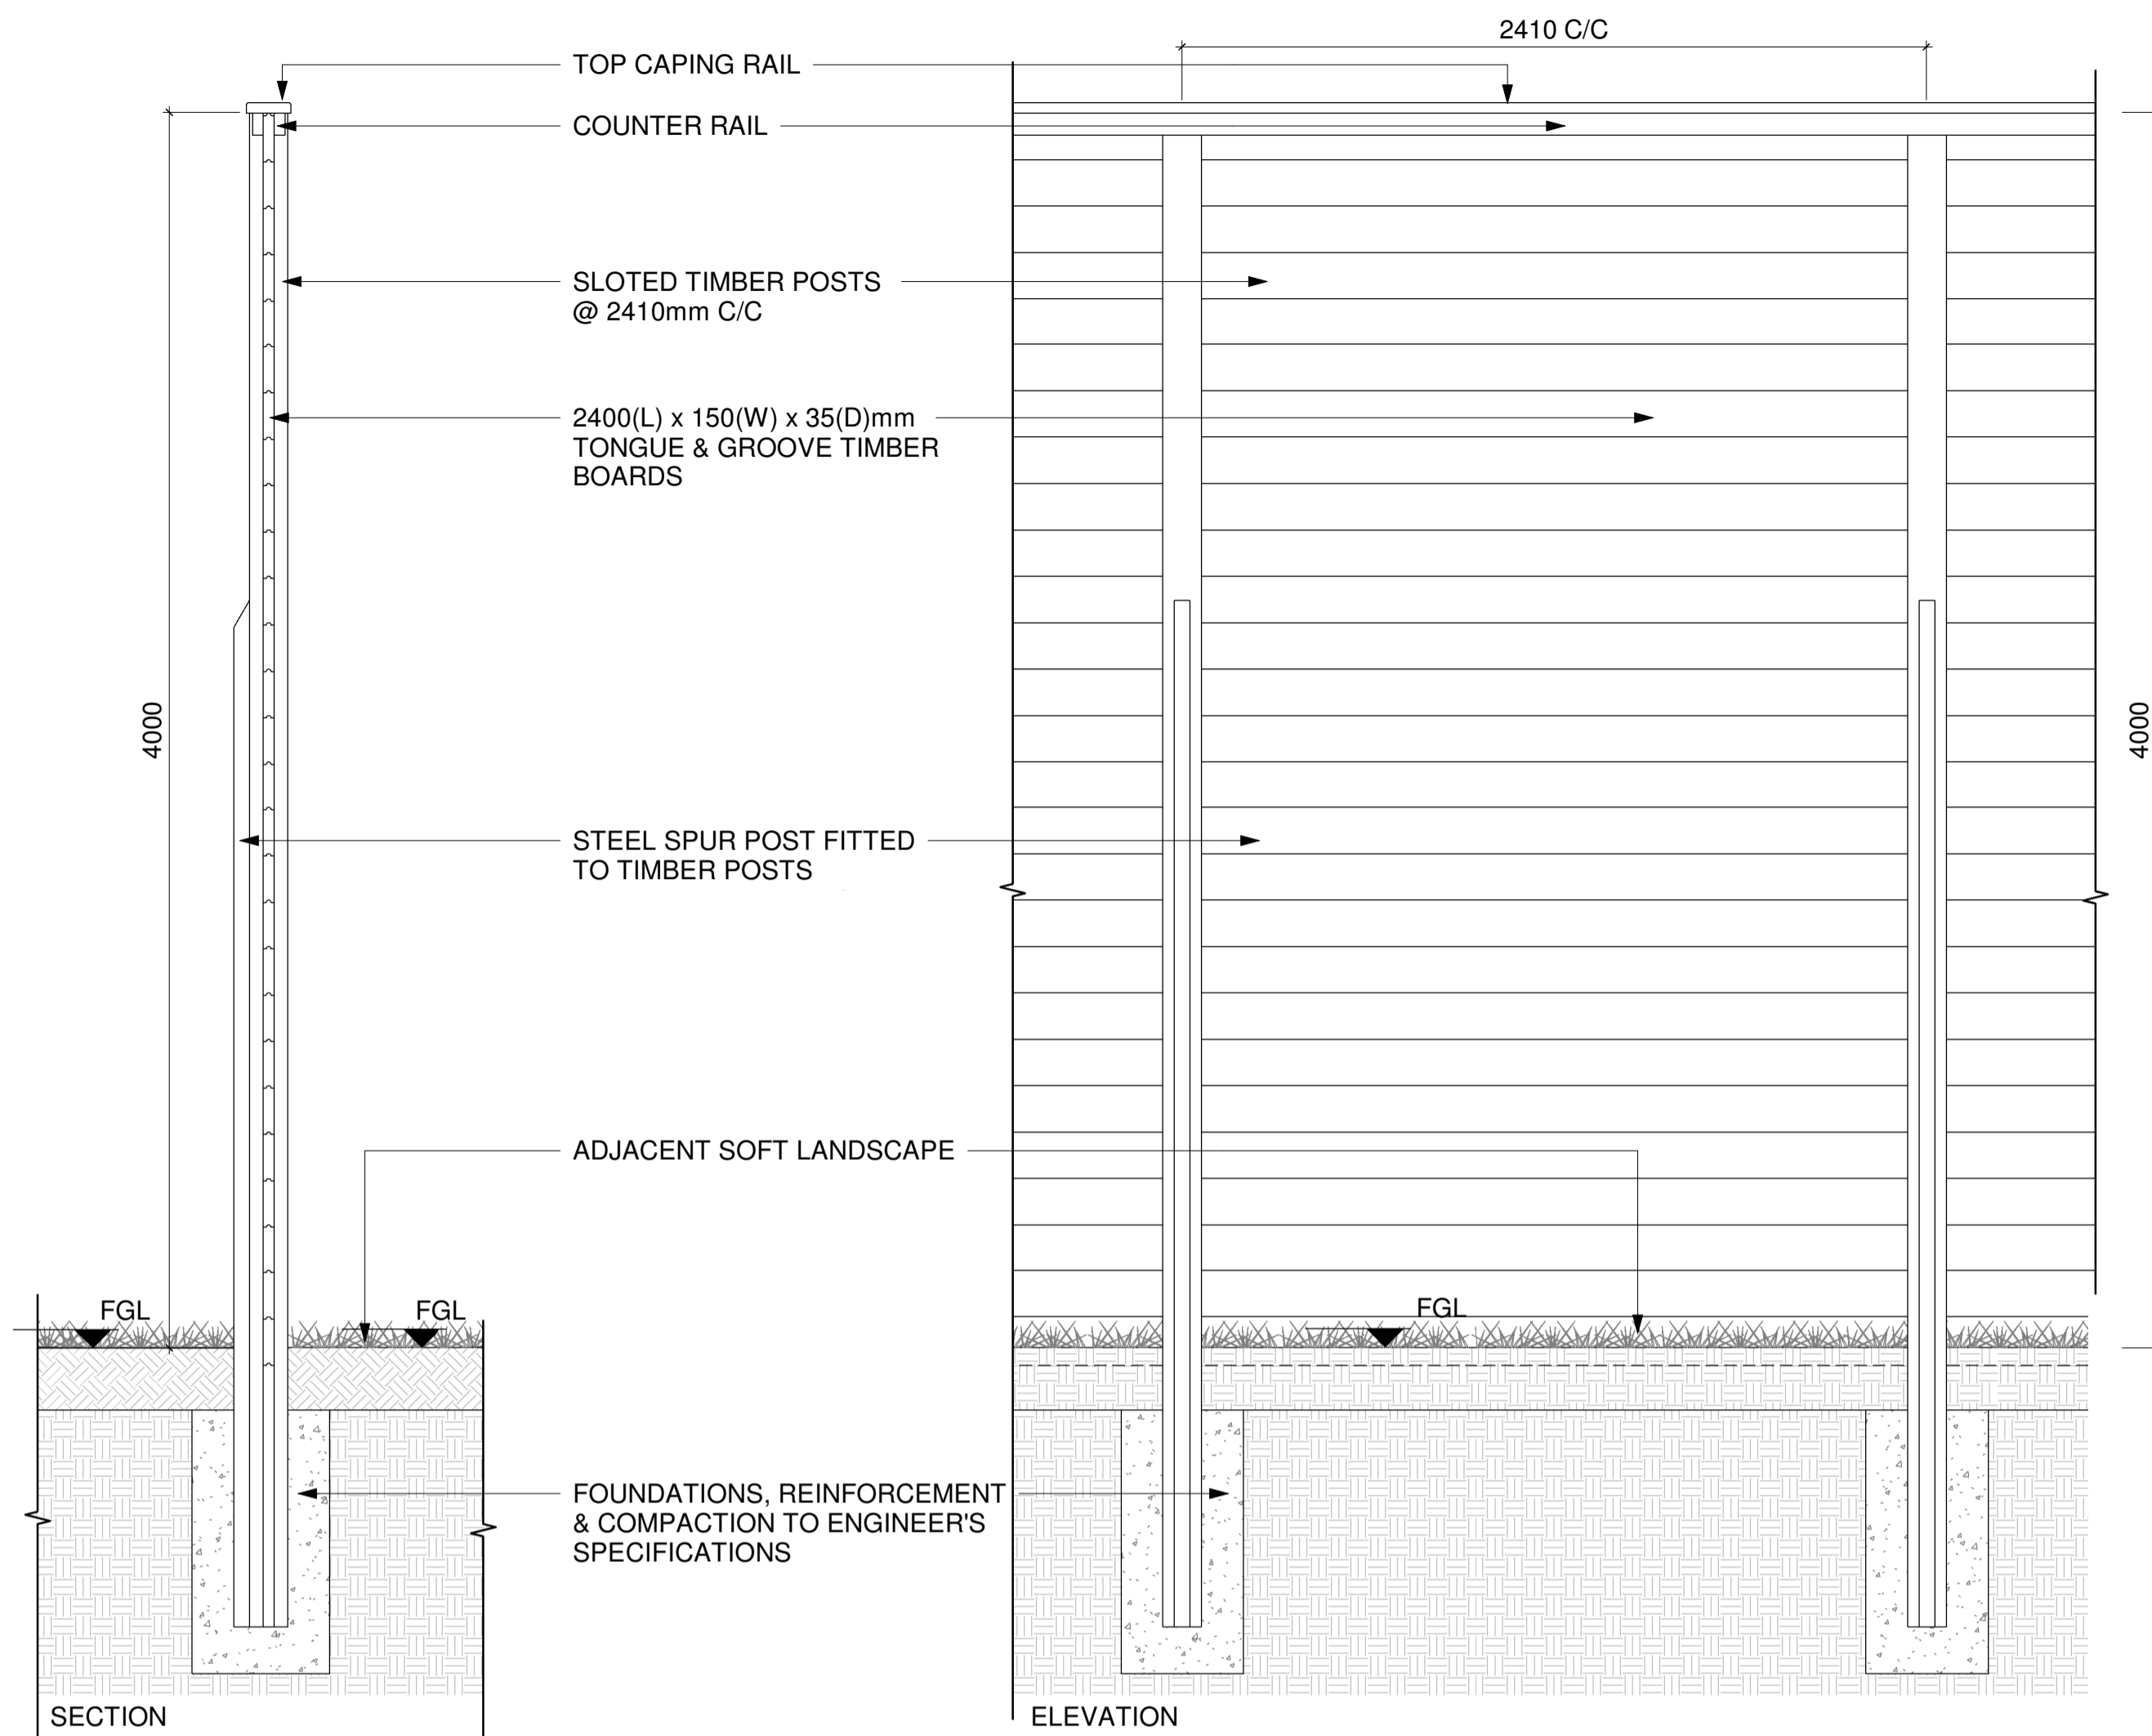 2410 C/C
TOP CAPING RAIL
COUNTER RAIL
SLOTED TIMBER POSTS
@ 2410mm C/C
2400(L) x 150(W) x 35(D)mm
TONGUE & GROOVE TIMBER
BOARDS
4000
4000
STEEL SPUR POST FITTED
TO TIMBER POSTS
ADJACENT SOFT LANDSCAPE
FGL
FGL
FGL
FOUNDATIONS, REINFORCEMENT
& COMPACTION TO ENGINEER'S
SPECIFICATIONS
SECTION
ELEVATION